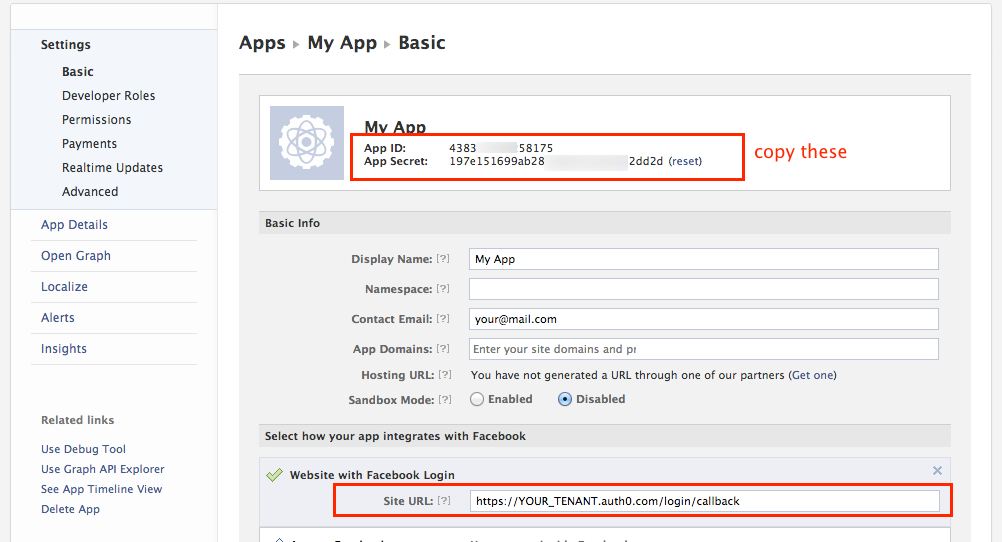 Settings
Basic
Developer Roles
Permissions
Payments
Realtime Updates
Advanced
App Details
Open Graph
Localize
Alerts
Insights
Related links
Use Debug Tool
Use Graph API Explorer
See App Timeline View
Delete App
Apps ▸ My App ▸ Basic
My App
App ID: 4383 58175
App Secret: 197e151699ab28 2dd2d (reset)
copy these
Basic Info
Display Name: [?] My App
Namespace: [?]
Contact Email: [?] your@mail.com
App Domains: [?] Enter your site domains and pr
Hosting URL: [?] You have not generated a URL through one of our partners (Get one)
Sandbox Mode: [?] Enabled Disabled
Select how your app integrates with Facebook
Website with Facebook Login
Site URL: [?] https://YOUR_TENANT.auth0.com/login/callback